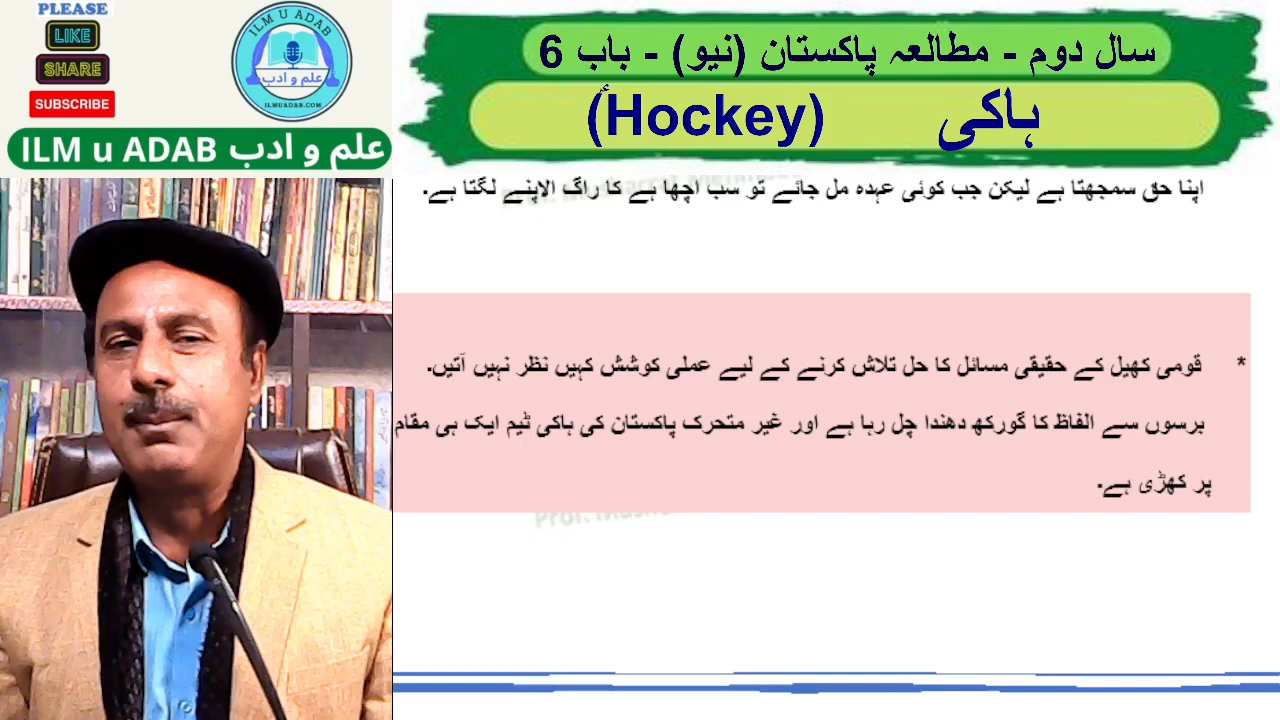 PLEASE
LIKE
SHARE
SUBSCRIBE
ILM U ADAB
علم و ادب
ILMUADAB.COM
ILM u ADAB علم و ادب
سال دوم - مطالعہ پاکستان (نیو) - باب 6
ہاکی (Hockey)
اپنا حق سمجھتا ہے لیکن جب کوئی عہدہ مل جائے تو سب اچھا ہے کا راگ الاپنے لگتا ہے۔
* قومی کھیل کے حقیقی مسائل کا حل تلاش کرنے کے لیے عملی کوشش کہیں نظر نہیں آتیں۔
برسوں سے الفاظ کا گورکھ دھندا چل رہا ہے اور غیر متحرک پاکستان کی ہاکی ٹیم ایک ہی مقام
پر کھڑی ہے۔
Prof.